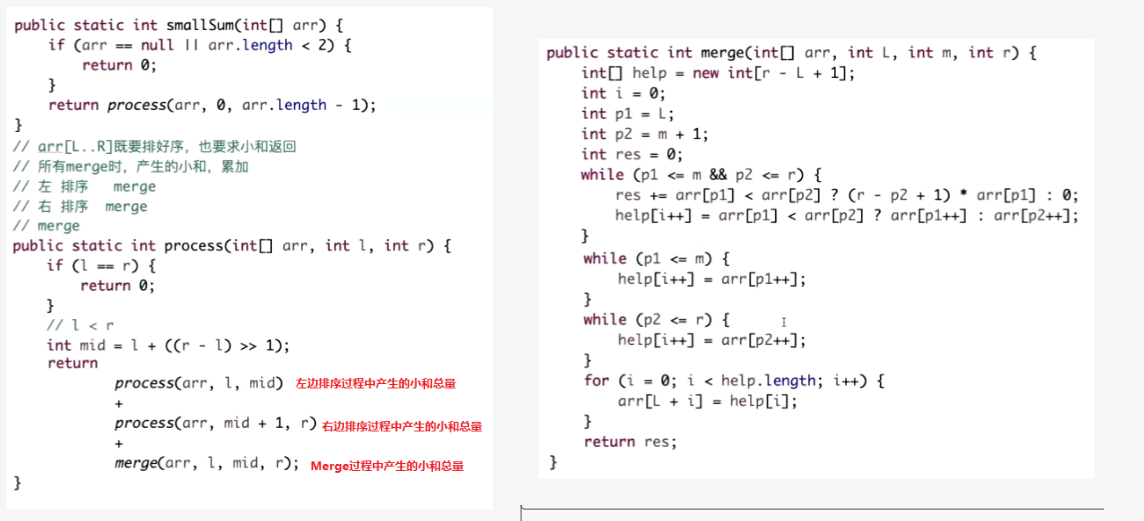 public static int smallSum(int[] arr) {
    if (arr == null || arr.length < 2) {
        return 0;
    }
    return process(arr, 0, arr.length - 1);
}
// arr[L..R]既要排好序，也要求小和返回
// 所有merge时，产生的小和，累加
// 左 排序   merge
// 右 排序  merge
// merge
public static int process(int[] arr, int l, int r) {
    if (l == r) {
        return 0;
    }
    // l < r
    int mid = l + ((r - l) >> 1);
    return
            process(arr, l, mid) 左边排序过程中产生的小和总量
            +
            process(arr, mid + 1, r) 右边排序过程中产生的小和总量
            +
            merge(arr, l, mid, r); Merge过程中产生的小和总量
}
public static int merge(int[] arr, int L, int m, int r) {
    int[] help = new int[r - L + 1];
    int i = 0;
    int p1 = L;
    int p2 = m + 1;
    int res = 0;
    while (p1 <= m && p2 <= r) {
        res += arr[p1] < arr[p2] ? (r - p2 + 1) * arr[p1] : 0;
        help[i++] = arr[p1] < arr[p2] ? arr[p1++] : arr[p2++];
    }
    while (p1 <= m) {
        help[i++] = arr[p1++];
    }
    while (p2 <= r) {
        help[i++] = arr[p2++];
    }
    for (i = 0; i < help.length; i++) {
        arr[L + i] = help[i];
    }
    return res;
}